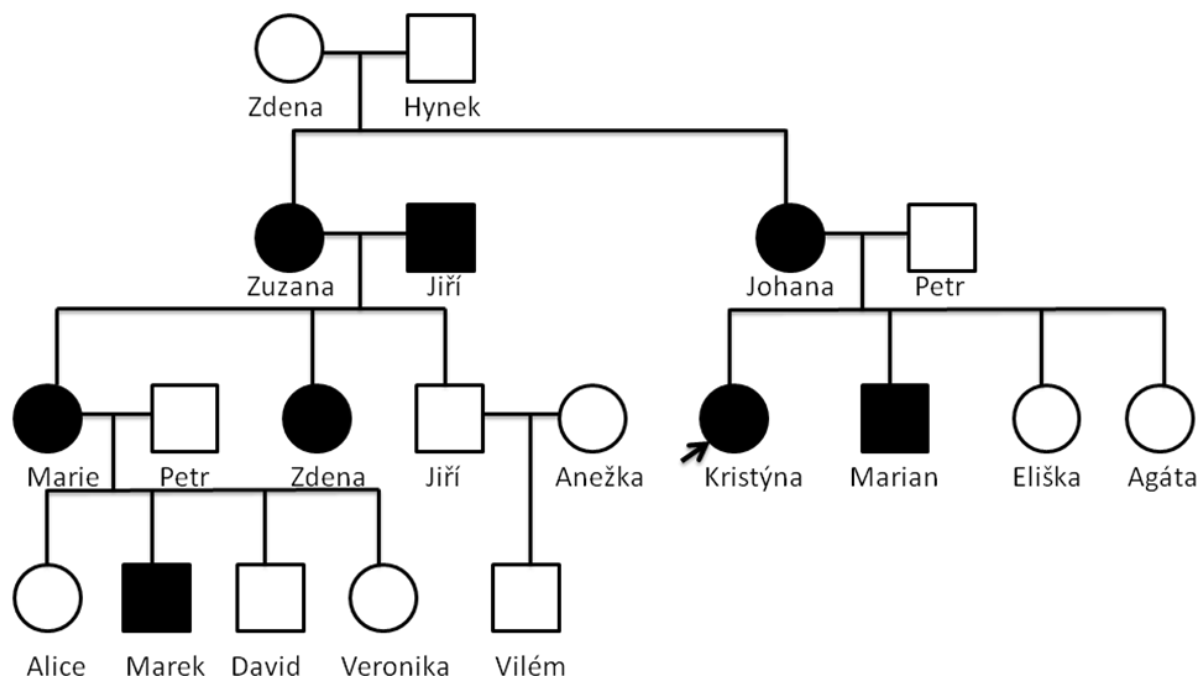 Zdena Hynek
Zuzana Jiří Johana Petr
Marie Petr Zdena Jiří Anežka Kristýna Marian Eliška Agáta
Alice Marek David Veronika Vilém